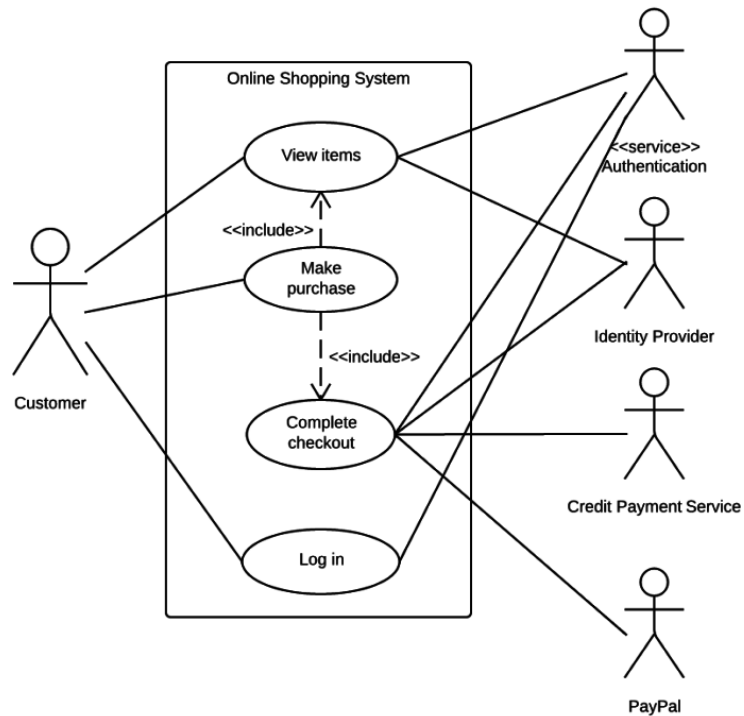 Online Shopping System
View items
<<service>>
Authentication
<<include>>
Make
purchase
Identity Provider
<<include>>
Customer
Complete
checkout
Credit Payment Service
Log in
PayPal